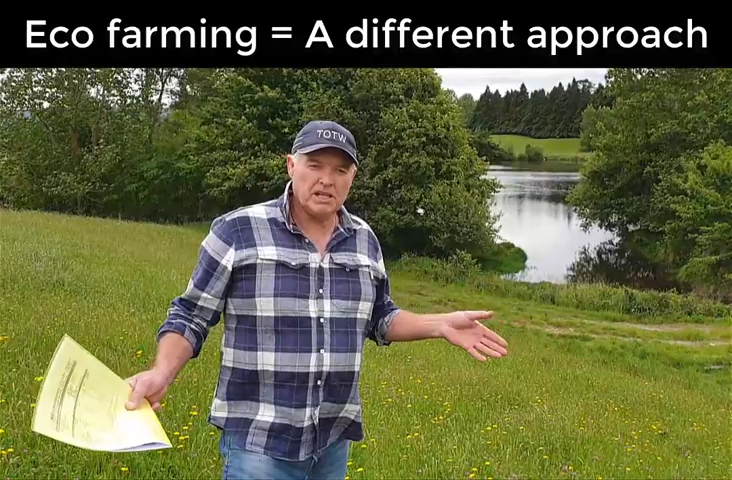 Eco farming = A different approach
TOTW